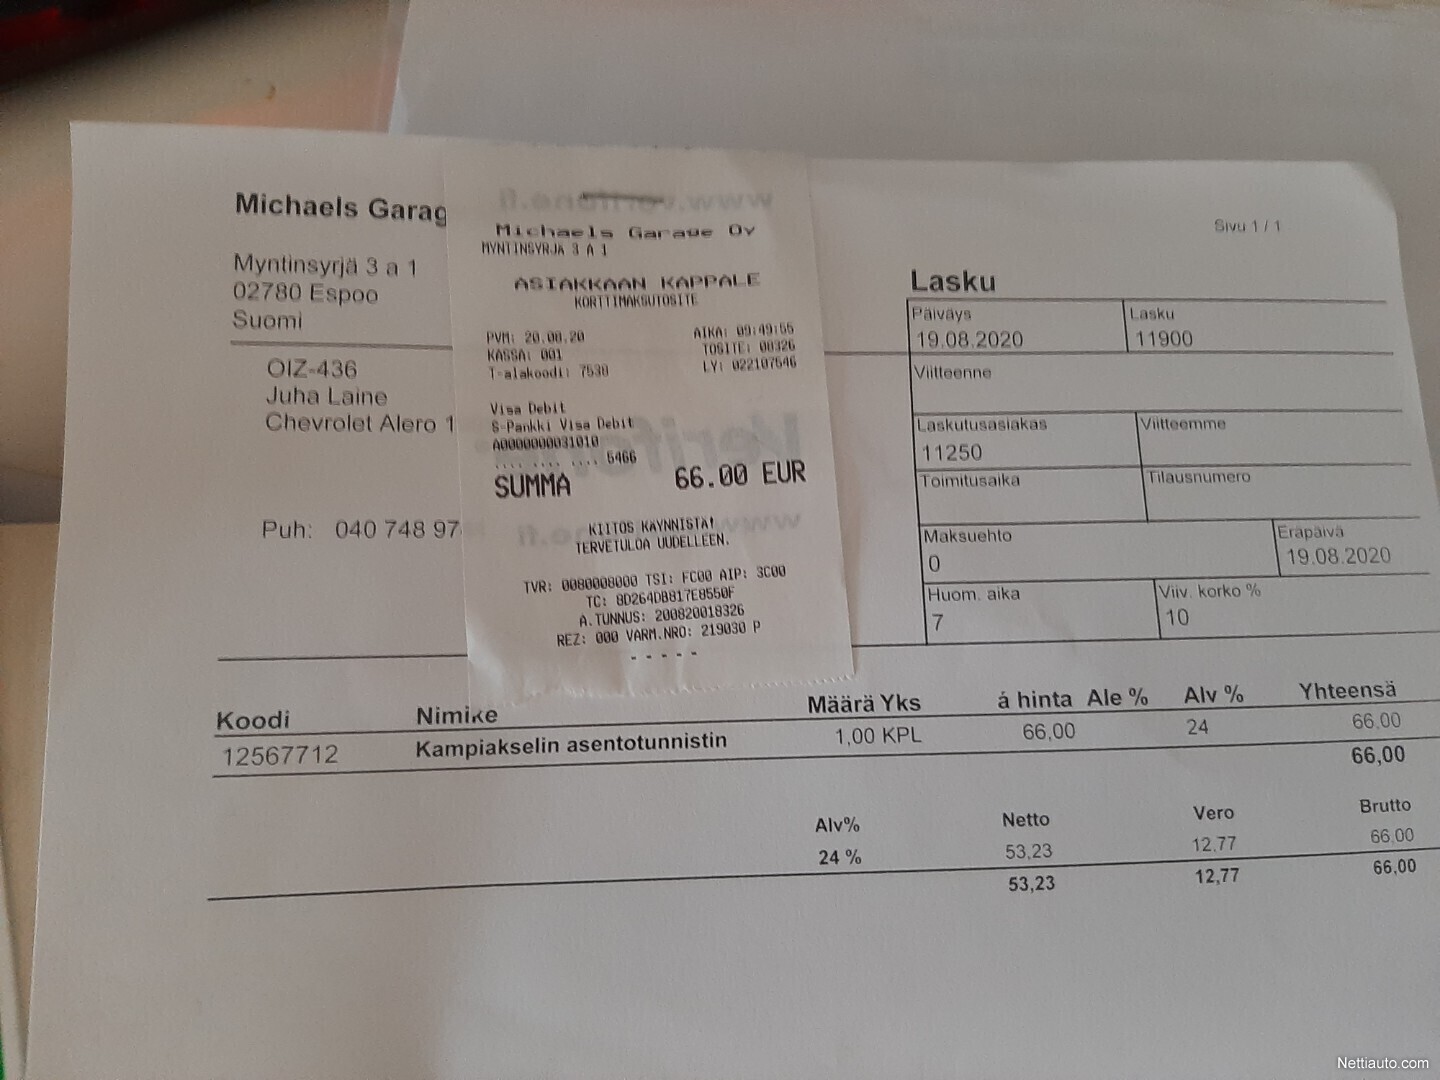 Michaels Garag
Myntinsyrjä 3 a 1
02780 Espoo
Suomi
OIZ-436
Juha Laine
Chevrolet Alero 1
Puh: 040 748 97
www.verifone.fi
Michaels Garage Oy
MYNTINSYRJÄ 3 A 1
ASIAKKAAN KAPPALE
KORTTIMAKSUTOSITE
PVM: 20.08.20 AIKA: 09:49:55
KASSA: 001 TOSITE: 08326
T-alakoodi: 7538 LY: 022107546
Visa Debit
S-Pankki Visa Debit
A0000000031010
.... .... .... 5466
SUMMA 66.00 EUR
KIITOS KÄYNNISTÄ!
TERVETULOA UUDELLEEN.
TVR: 0080008000 TSI: FC00 AIP: 3C00
TC: 8D264DB817E8550F
A.TUNNUS: 200820018326
REZ: 000 VARM.NRO: 219030 P
- - - - -
Sivu 1 / 1
Lasku
Päiväys Lasku
19.08.2020 11900
Viitteenne
Laskutusasiakas Viitteemme
11250
Toimitusaika Tilausnumero
Maksuehto Eräpäivä
0 19.08.2020
Huom. aika Viiv. korko %
7 10
Koodi Nimike Määrä Yks á hinta Ale % Alv % Yhteensä
12567712 Kampiakselin asentotunnistin 1,00 KPL 66,00 24 66,00
66,00
Alv% Netto Vero Brutto
24 % 53,23 12,77 66,00
53,23 12,77 66,00
Nettiauto.com